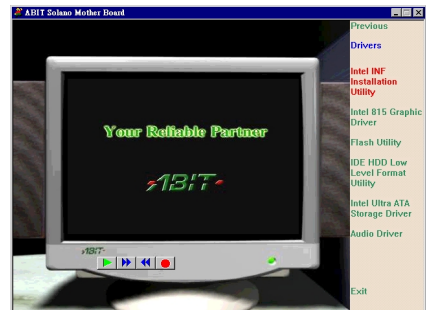 ABIT Solano Mother Board
Previous
Drivers
Intel INF
Installation
Utility
Intel 815 Graphic
Driver
Flash Utility
IDE HDD Low
Level Format
Utility
Intel Ultra ATA
Storage Driver
Audio Driver
Exit
Your Reliable Partner
ABIT
ABIT